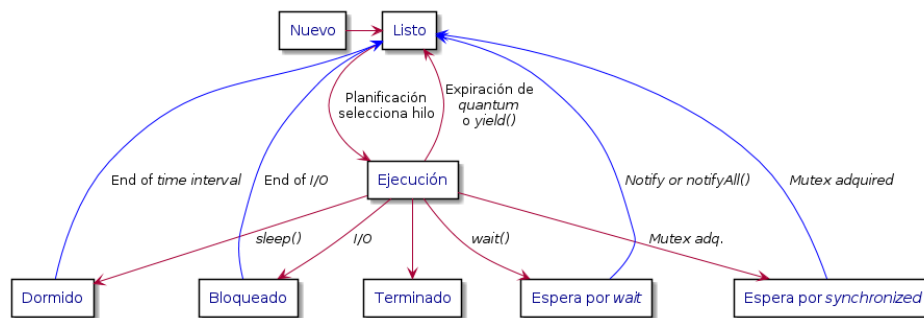 Nuevo
Listo
Planificación
selecciona hilo
Expiración de
quantum
o yield()
End of time interval
End of I/O
Ejecución
Notify or notifyAll()
Mutex adquired
sleep()
I/O
wait()
Mutex adq.
Dormido
Bloqueado
Terminado
Espera por wait
Espera por synchronized